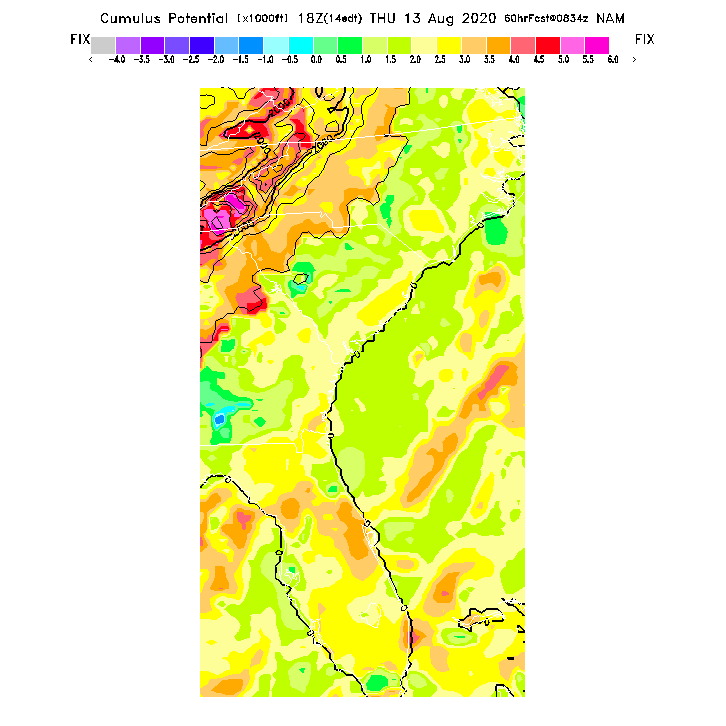 Cumulus Potential [x1000ft] 18Z(14edt) THU 13 Aug 2020 60hrFcst@0834z NAM
FIX FIX
< -4.0 -3.5 -3.0 -2.5 -2.0 -1.5 -1.0 -0.5 0.0 0.5 1.0 1.5 2.0 2.5 3.0 3.5 4.0 4.5 5.0 5.5 6.0 >